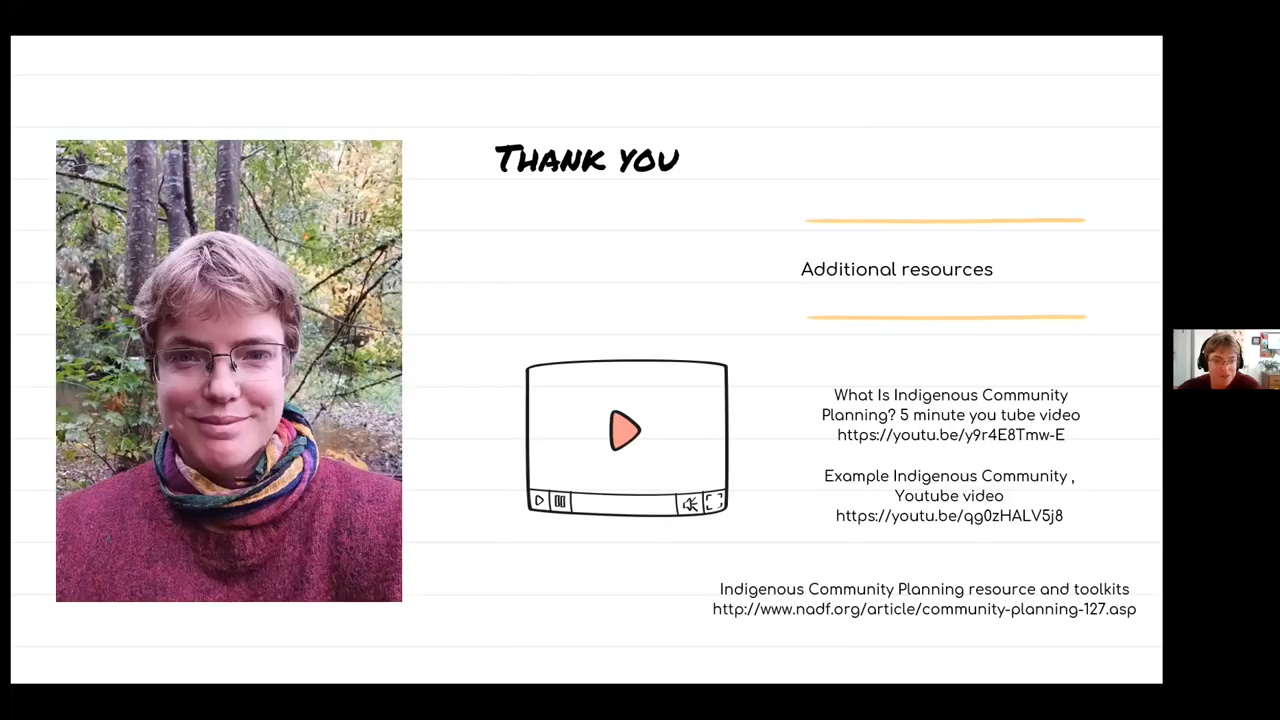 Thank you
Additional resources
What Is Indigenous Community
Planning? 5 minute you tube video
https://youtu.be/y9r4E8Tmw-E
Example Indigenous Community ,
Youtube video
https://youtu.be/qg0zHALV5j8
Indigenous Community Planning resource and toolkits
http://www.nadf.org/article/community-planning-127.asp